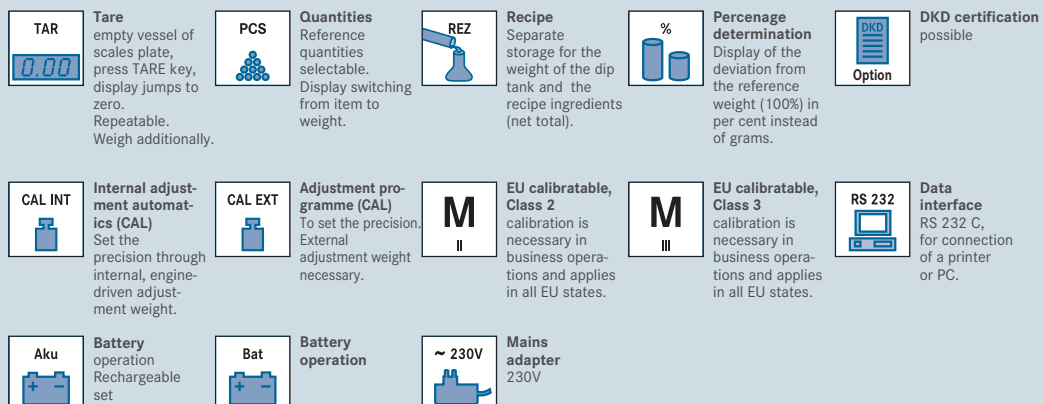 TAR
0.00
Tare
empty vessel of
scales plate,
press TARE key,
display jumps to
zero.
Repeatable.
Weigh additionally.
PCS
Quantities
Reference
quantities
selectable.
Display switching
from item to
weight.
REZ
Recipe
Separate
storage for the
weight of the dip
tank and the
recipe ingredients
(net total).
%
Percenage
determination
Display of the
deviation from
the reference
weight (100%) in
per cent instead
of grams.
DKD
Option
DKD certification
possible
CAL INT
Internal adjust-
ment automat-
ics (CAL)
Set the
precision through
internal, engine-
driven adjust-
ment weight.
CAL EXT
Adjustment pro-
gramme (CAL)
To set the precision.
External
adjustment weight
necessary.
M
II
EU calibratable,
Class 2
calibration is
necessary in
business opera-
tions and applies
in all EU states.
M
III
EU calibratable,
Class 3
calibration is
necessary in
business opera-
tions and applies
in all EU states.
RS 232
Data
interface
RS 232 C,
for connection
of a printer
or PC.
Aku
+ −
Battery
operation
Rechargeable
set
Bat
+ −
Battery
operation
~ 230V
Mains
adapter
230V